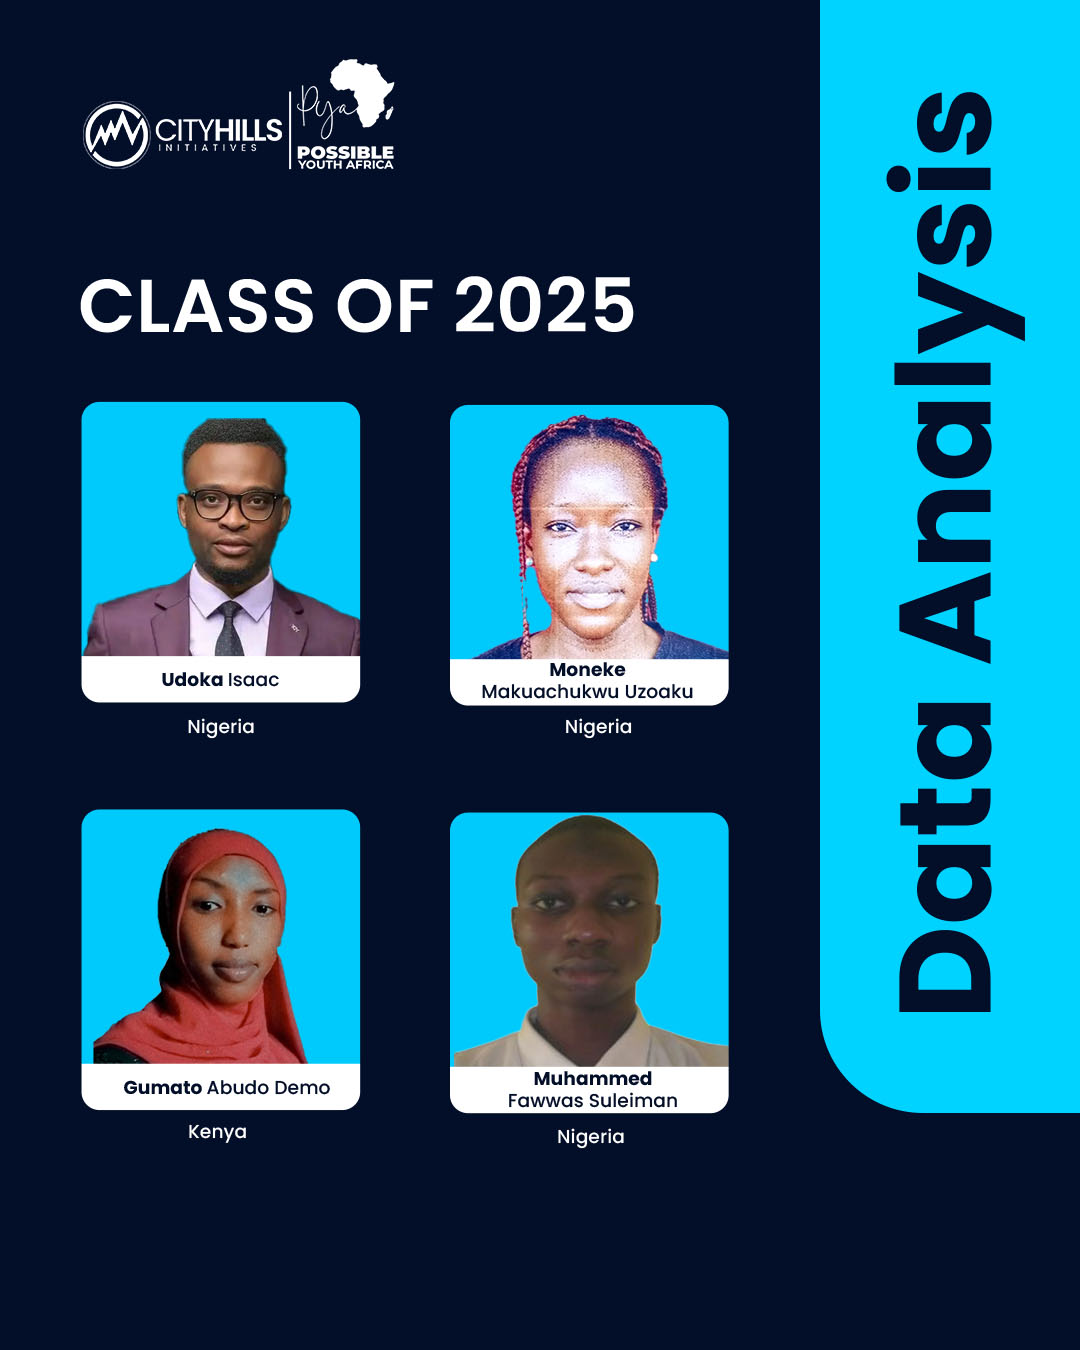 CITYHILLS
INITIATIVES
Pya
POSSIBLE
YOUTH AFRICA
CLASS OF 2025
Udoka Isaac
Nigeria
Moneke
Makuachukwu Uzoaku
Nigeria
Gumato Abudo Demo
Kenya
Muhammed
Fawwas Suleiman
Nigeria
Data Analysis